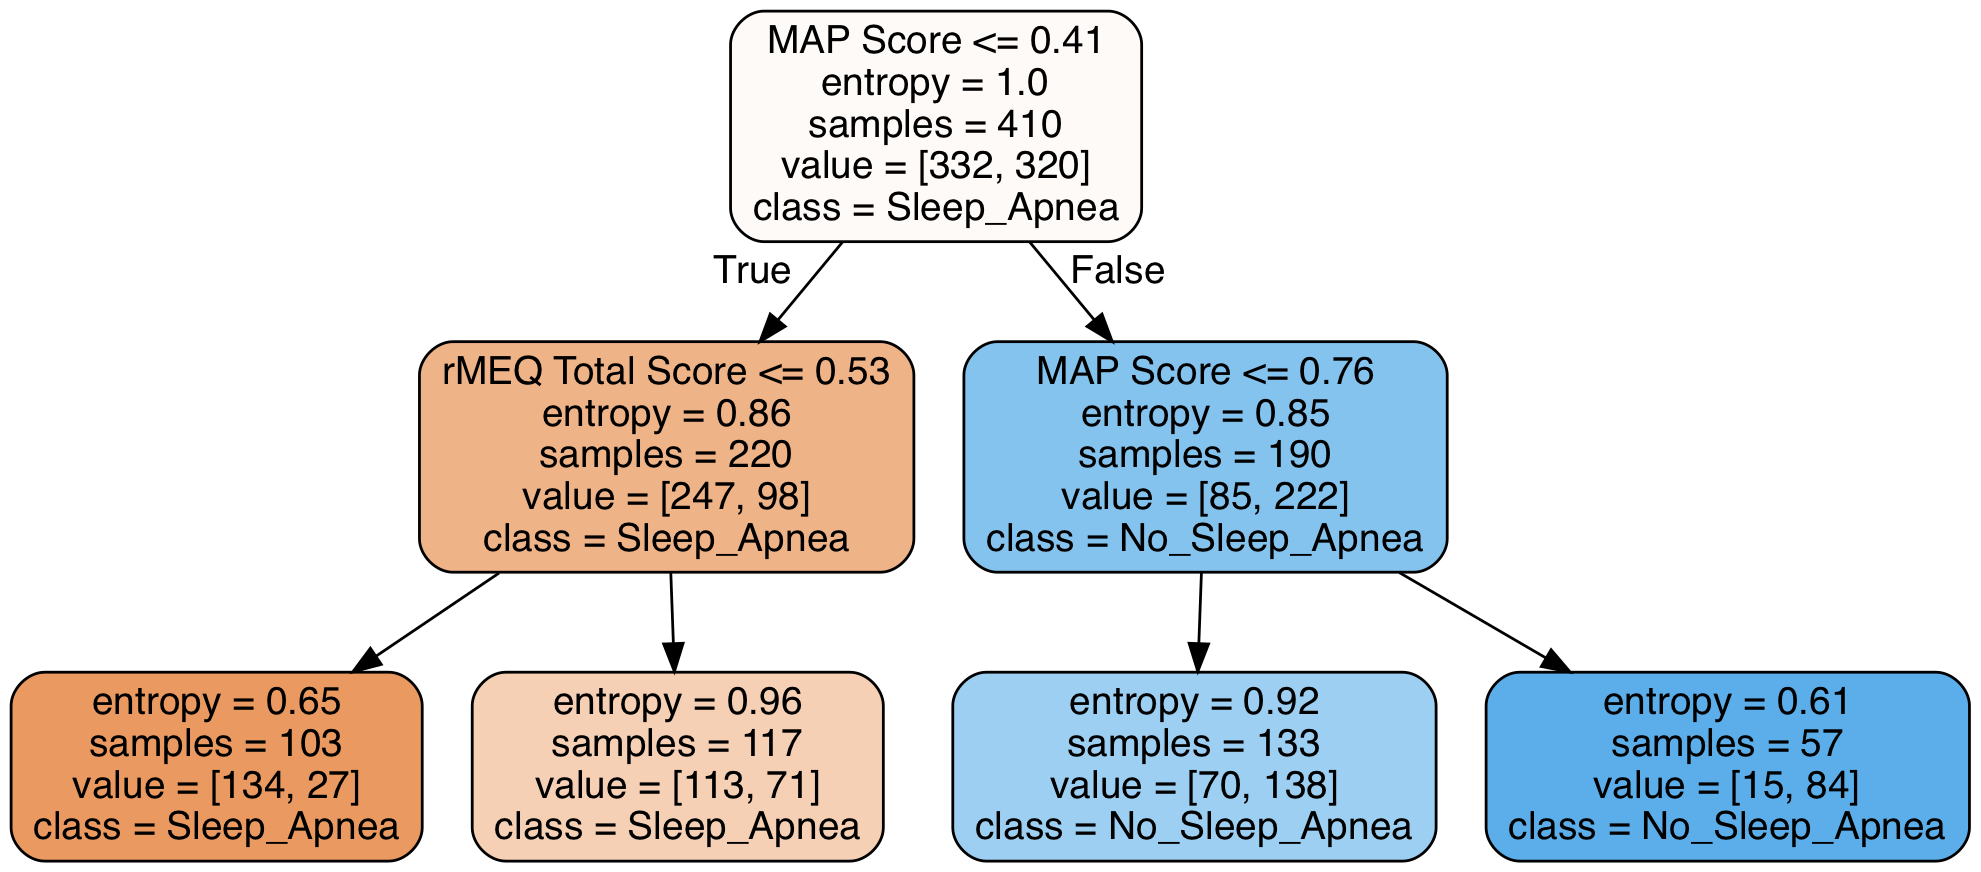 MAP Score <= 0.41
entropy = 1.0
samples = 410
value = [332, 320]
class = Sleep_Apnea
True
False
rMEQ Total Score <= 0.53
entropy = 0.86
samples = 220
value = [247, 98]
class = Sleep_Apnea
MAP Score <= 0.76
entropy = 0.85
samples = 190
value = [85, 222]
class = No_Sleep_Apnea
entropy = 0.65
samples = 103
value = [134, 27]
class = Sleep_Apnea
entropy = 0.96
samples = 117
value = [113, 71]
class = Sleep_Apnea
entropy = 0.92
samples = 133
value = [70, 138]
class = No_Sleep_Apnea
entropy = 0.61
samples = 57
value = [15, 84]
class = No_Sleep_Apnea